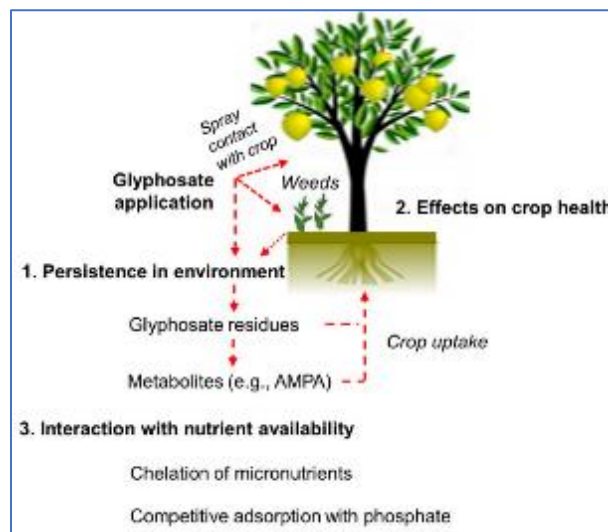 Spray
contact
with crop
Glyphosate
application
Weeds
2. Effects on crop health
1. Persistence in environment
Glyphosate residues
Crop uptake
Metabolites (e.g., AMPA)
3. Interaction with nutrient availability
Chelation of micronutrients
Competitive adsorption with phosphate